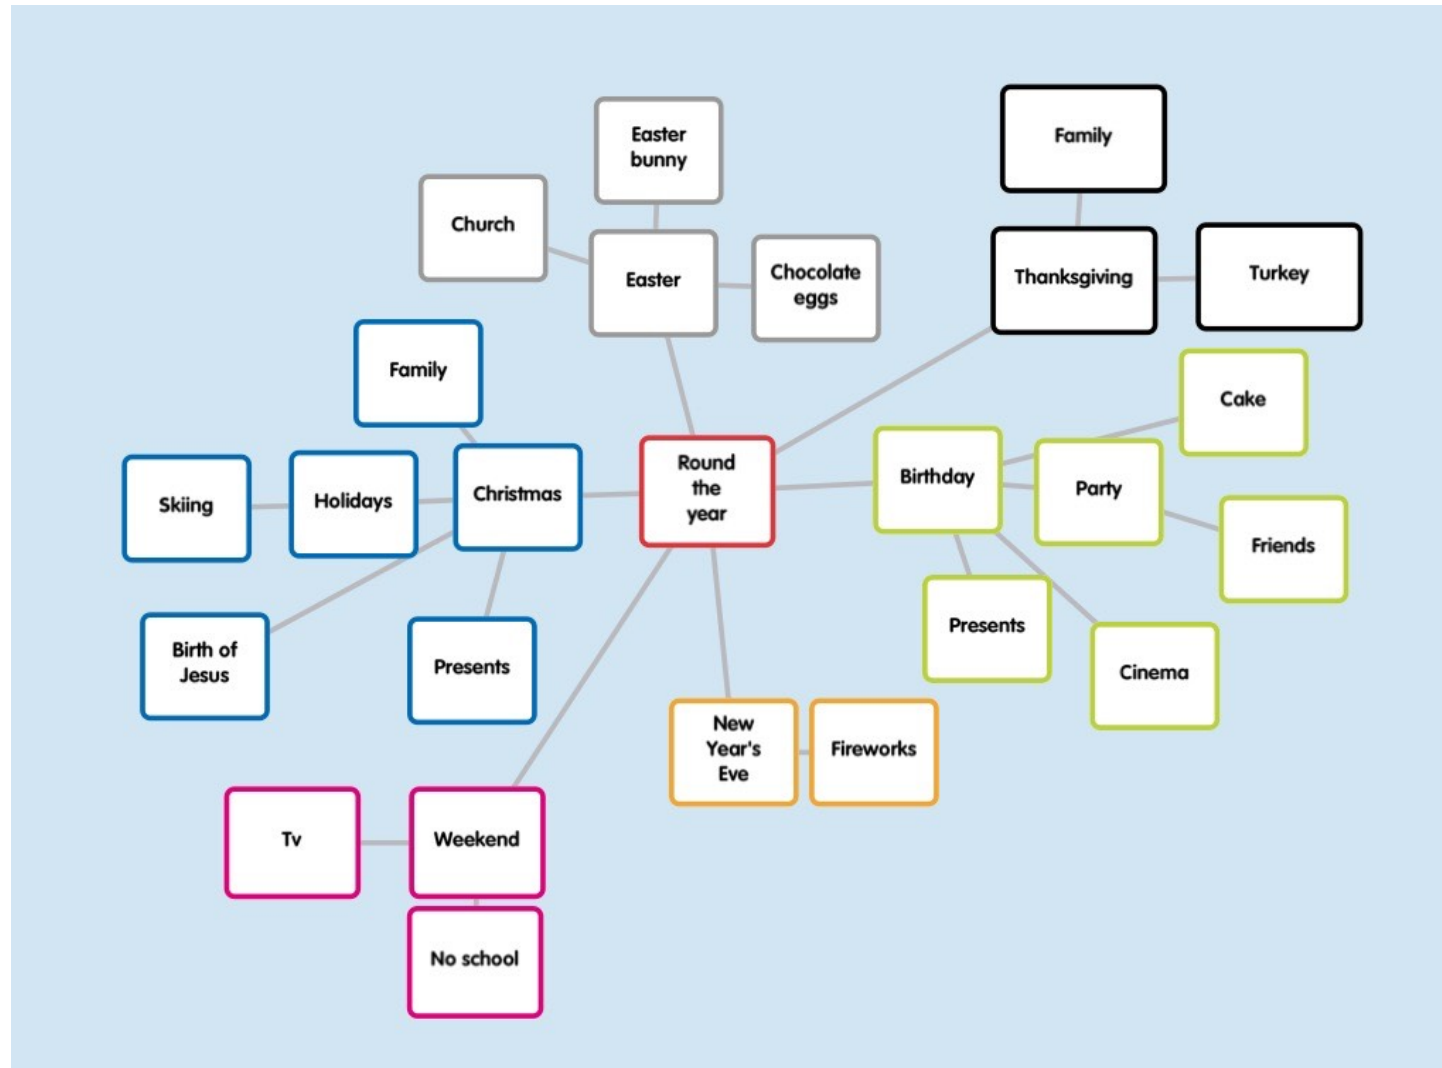 Easter
bunny
Church
Easter
Chocolate
eggs
Family
Thanksgiving
Turkey
Family
Skiing
Holidays
Christmas
Birth of
Jesus
Presents
Round
the
year
Birthday
Cake
Party
Friends
Presents
Cinema
New
Year's
Eve
Fireworks
Tv
Weekend
No school